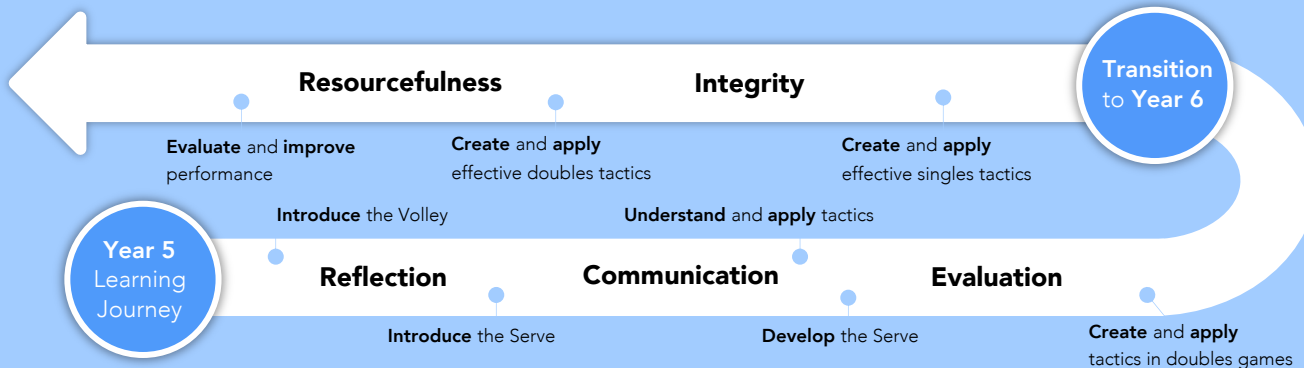 Resourcefulness
Integrity
Transition
to Year 6
Evaluate and improve
performance
Create and apply
effective doubles tactics
Create and apply
effective singles tactics
Introduce the Volley
Understand and apply tactics
Year 5
Learning
Journey
Reflection
Communication
Evaluation
Introduce the Serve
Develop the Serve
Create and apply
tactics in doubles games